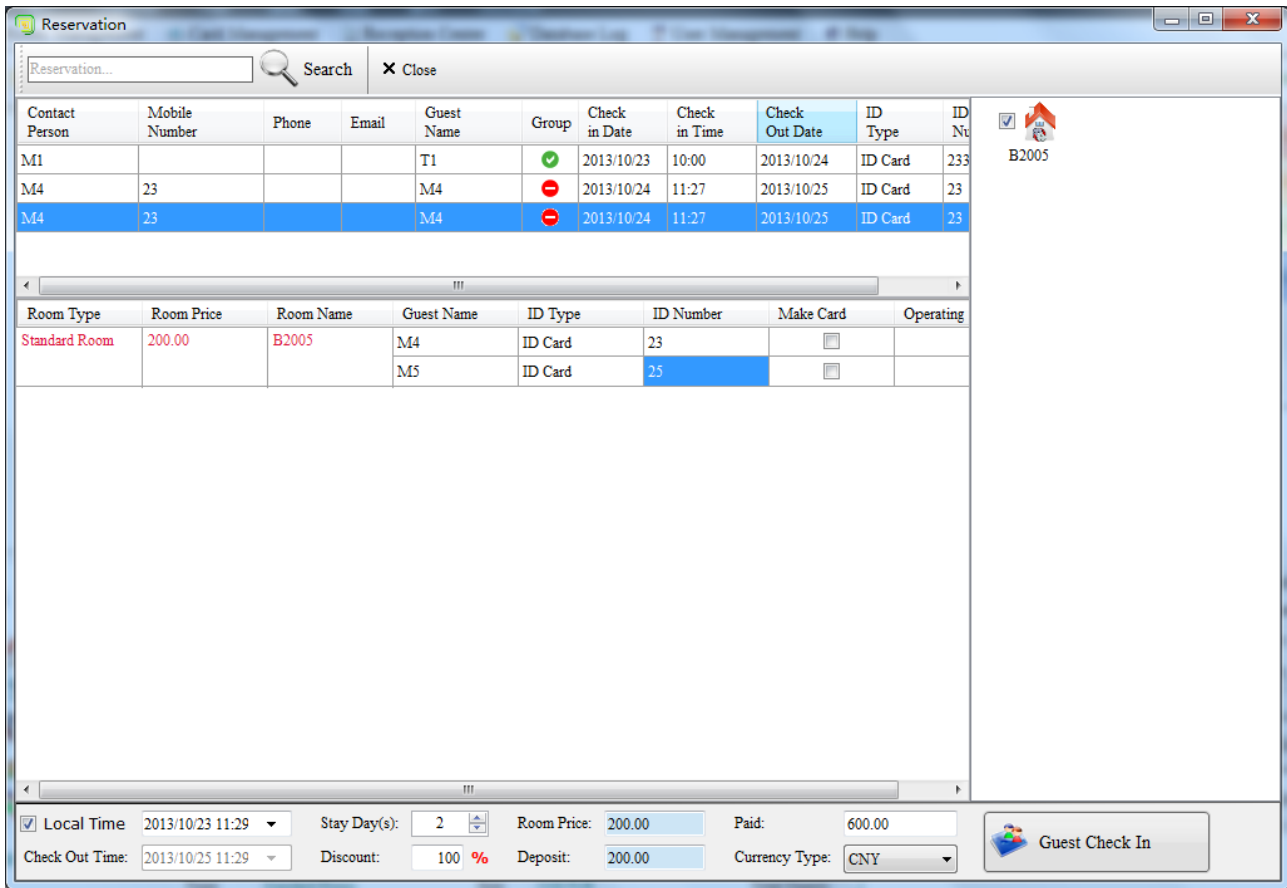 Reservation
Reservation...
Search
Close
Contact Person Mobile Number Phone Email Guest Name Group Check in Date Check in Time Check Out Date ID Type ID Nu
M1 T1 2013/10/23 10:00 2013/10/24 ID Card 233
M4 23 M4 2013/10/24 11:27 2013/10/25 ID Card 23
M4 23 M4 2013/10/24 11:27 2013/10/25 ID Card 23
B2005
Room Type Room Price Room Name Guest Name ID Type ID Number Make Card Operating
Standard Room 200.00 B2005 M4 ID Card 23
M5 ID Card 25
Local Time 2013/10/23 11:29 Stay Day(s): 2 Room Price: 200.00 Paid: 600.00
Check Out Time: 2013/10/25 11:29 Discount: 100 % Deposit: 200.00 Currency Type: CNY
Guest Check In